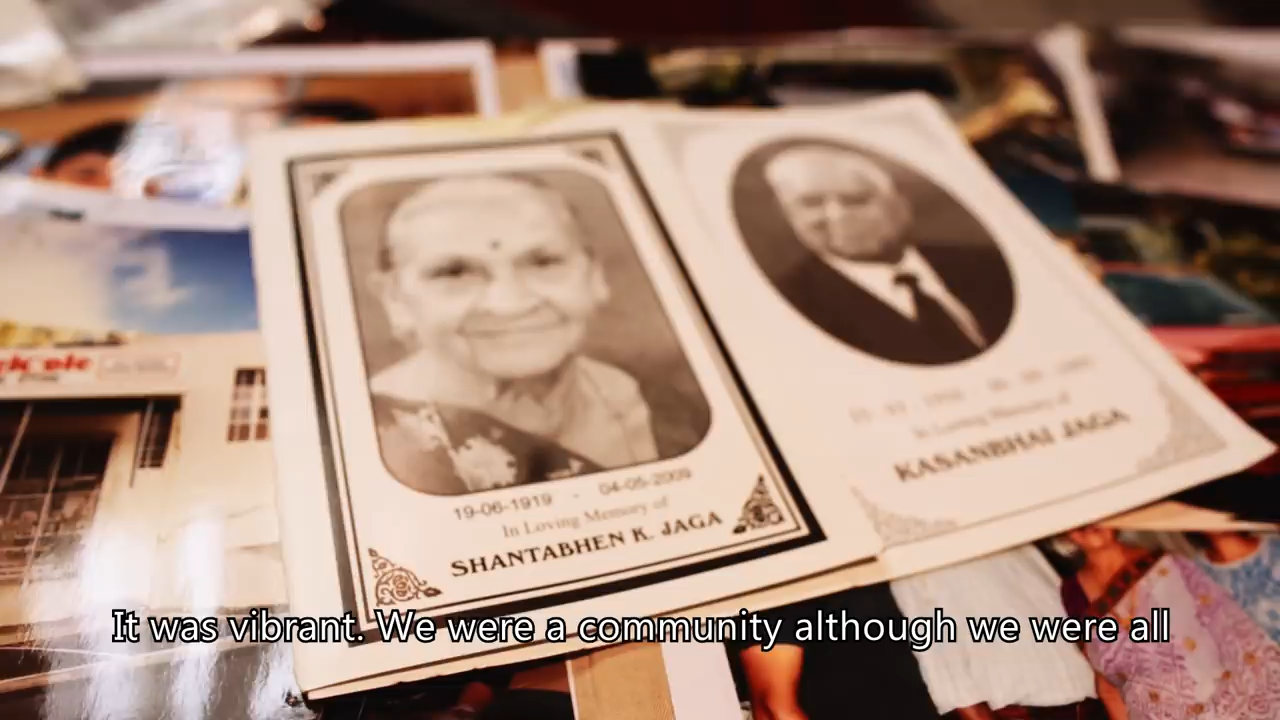 19-06-1919 - 04-05-2009
In Loving Memory of
SHANTABHEN K. JAGA
In Loving Memory of
KASANBHAI JAGA
It was vibrant. We were a community although we were all